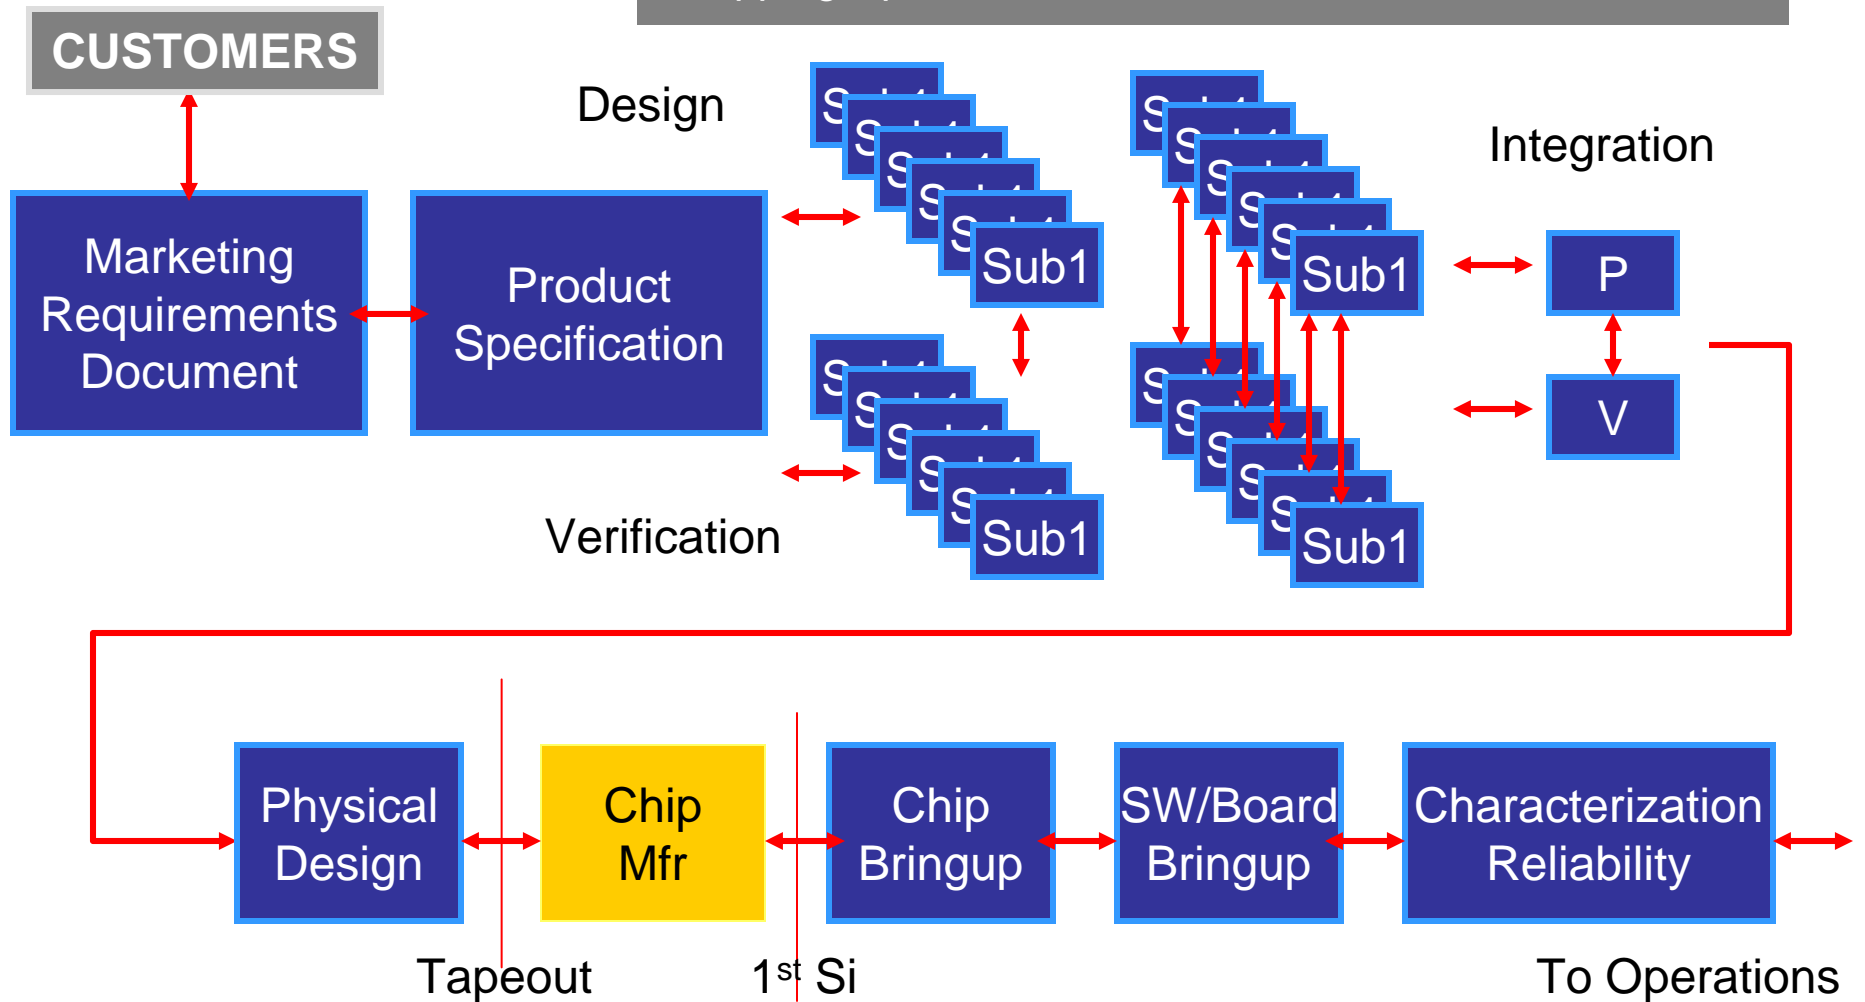 CUSTOMERS
Design
Integration
Marketing
Requirements
Document
Product
Specification
Sub1
Sub1
P
V
Verification
Sub1
Sub1
Physical
Design
Chip
Mfr
Chip
Bringup
SW/Board
Bringup
Characterization
Reliability
Tapeout
1st Si
To Operations